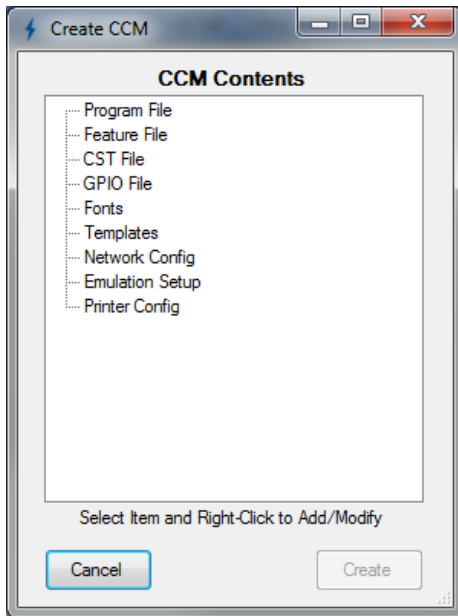 Create CCM
CCM Contents
Program File
Feature File
CST File
GPIO File
Fonts
Templates
Network Config
Emulation Setup
Printer Config
Select Item and Right-Click to Add/Modify
Cancel
Create